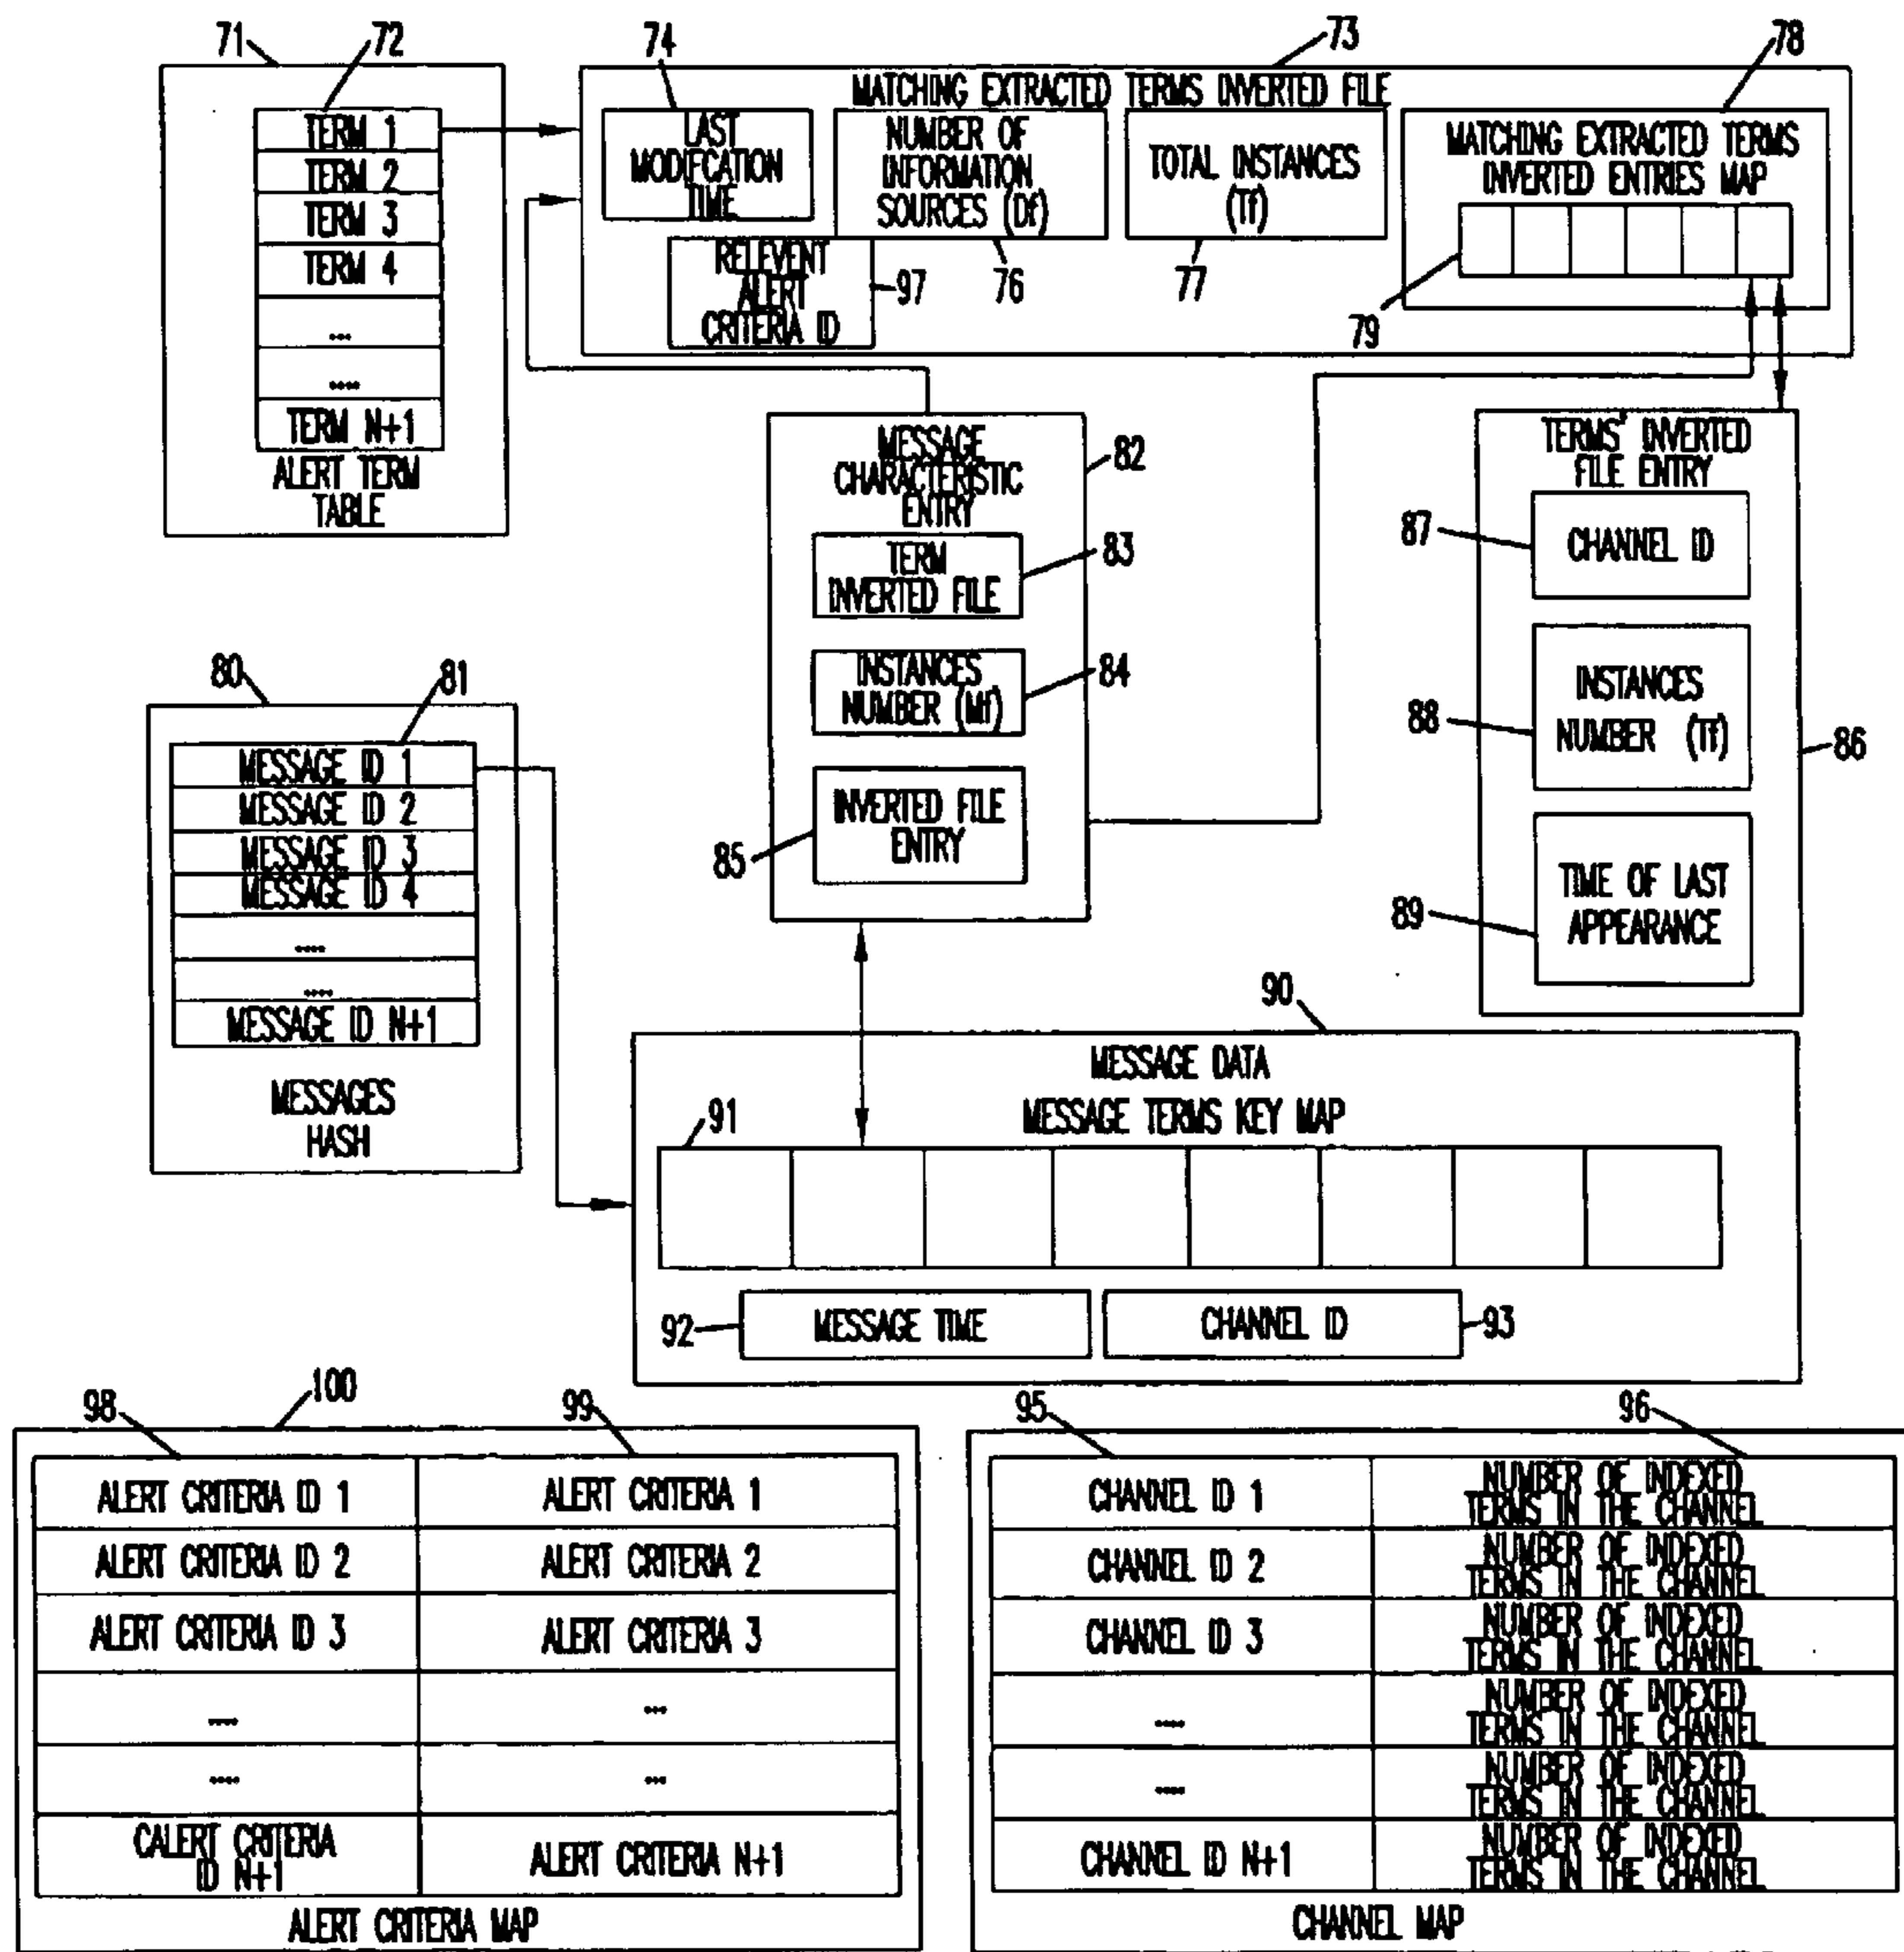 71
72
TERM 1
TERM 2
TERM 3
TERM 4
...
....
TERM N+1
ALERT TERM
TABLE
73
MATCHING EXTRACTED TERMS INVERTED FILE
74
LAST
MODIFCATION
TIME
NUMBER OF
INFORMATION
SOURCES (Df)
76
TOTAL INSTANCES
(Tf)
77
RELEVENT
ALERT
CRITERIA ID
97
78
MATCHING EXTRACTED TERMS
INVERTED ENTRIES MAP
79
MESSAGE
CHARACTERISTIC
ENTRY
82
TERM
INVERTED FILE
83
INSTANCES
NUMBER (Mf)
84
INVERTED FILE
ENTRY
85
TERMS' INVERTED
FILE ENTRY
CHANNEL ID
87
INSTANCES
NUMBER (Tf)
88
86
TIME OF LAST
APPEARANCE
89
80
81
MESSAGE ID 1
MESSAGE ID 2
MESSAGE ID 3
MESSAGE ID 4
....
....
MESSAGE ID N+1
MESSAGES
HASH
90
MESSAGE DATA
MESSAGE TERMS KEY MAP
91
92
MESSAGE TIME
CHANNEL ID
93
98
100
99
ALERT CRITERIA ID 1
ALERT CRITERIA 1
ALERT CRITERIA ID 2
ALERT CRITERIA 2
ALERT CRITERIA ID 3
ALERT CRITERIA 3
....
...
....
...
CALERT CRITERIA
ID N+1
ALERT CRITERIA N+1
ALERT CRITERIA MAP
95
96
CHANNEL ID 1
NUMBER OF INDEXED
TERMS IN THE CHANNEL
CHANNEL ID 2
NUMBER OF INDEXED
TERMS IN THE CHANNEL
CHANNEL ID 3
NUMBER OF INDEXED
TERMS IN THE CHANNEL
....
NUMBER OF INDEXED
TERMS IN THE CHANNEL
....
NUMBER OF INDEXED
TERMS IN THE CHANNEL
CHANNEL ID N+1
NUMBER OF INDEXED
TERMS IN THE CHANNEL
CHANNEL MAP